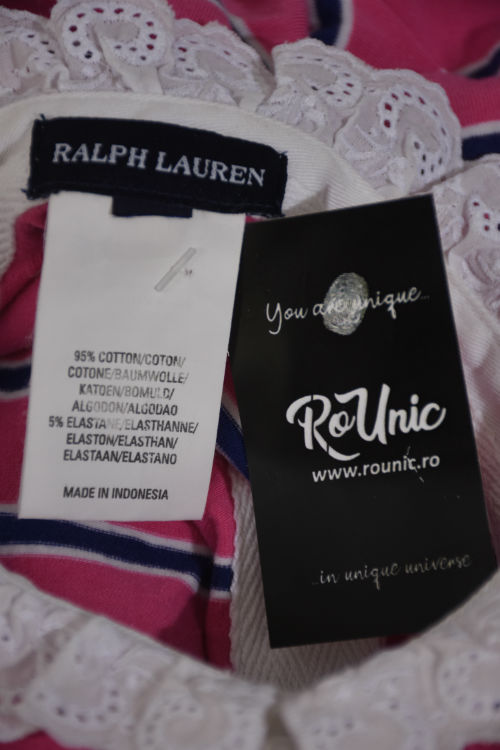 RALPH LAUREN
95% COTTON/COTON/
COTONE/BAUMWOLLE/
KATOEN/BOMULD/
ALGODON/ALGODAO
5% ELASTANE/ELASTHANNE/
ELASTON/ELASTHAN/
ELASTAAN/ELASTANO
MADE IN INDONESIA
You are unique...
RoUnic
www.rounic.ro
...in unique universe